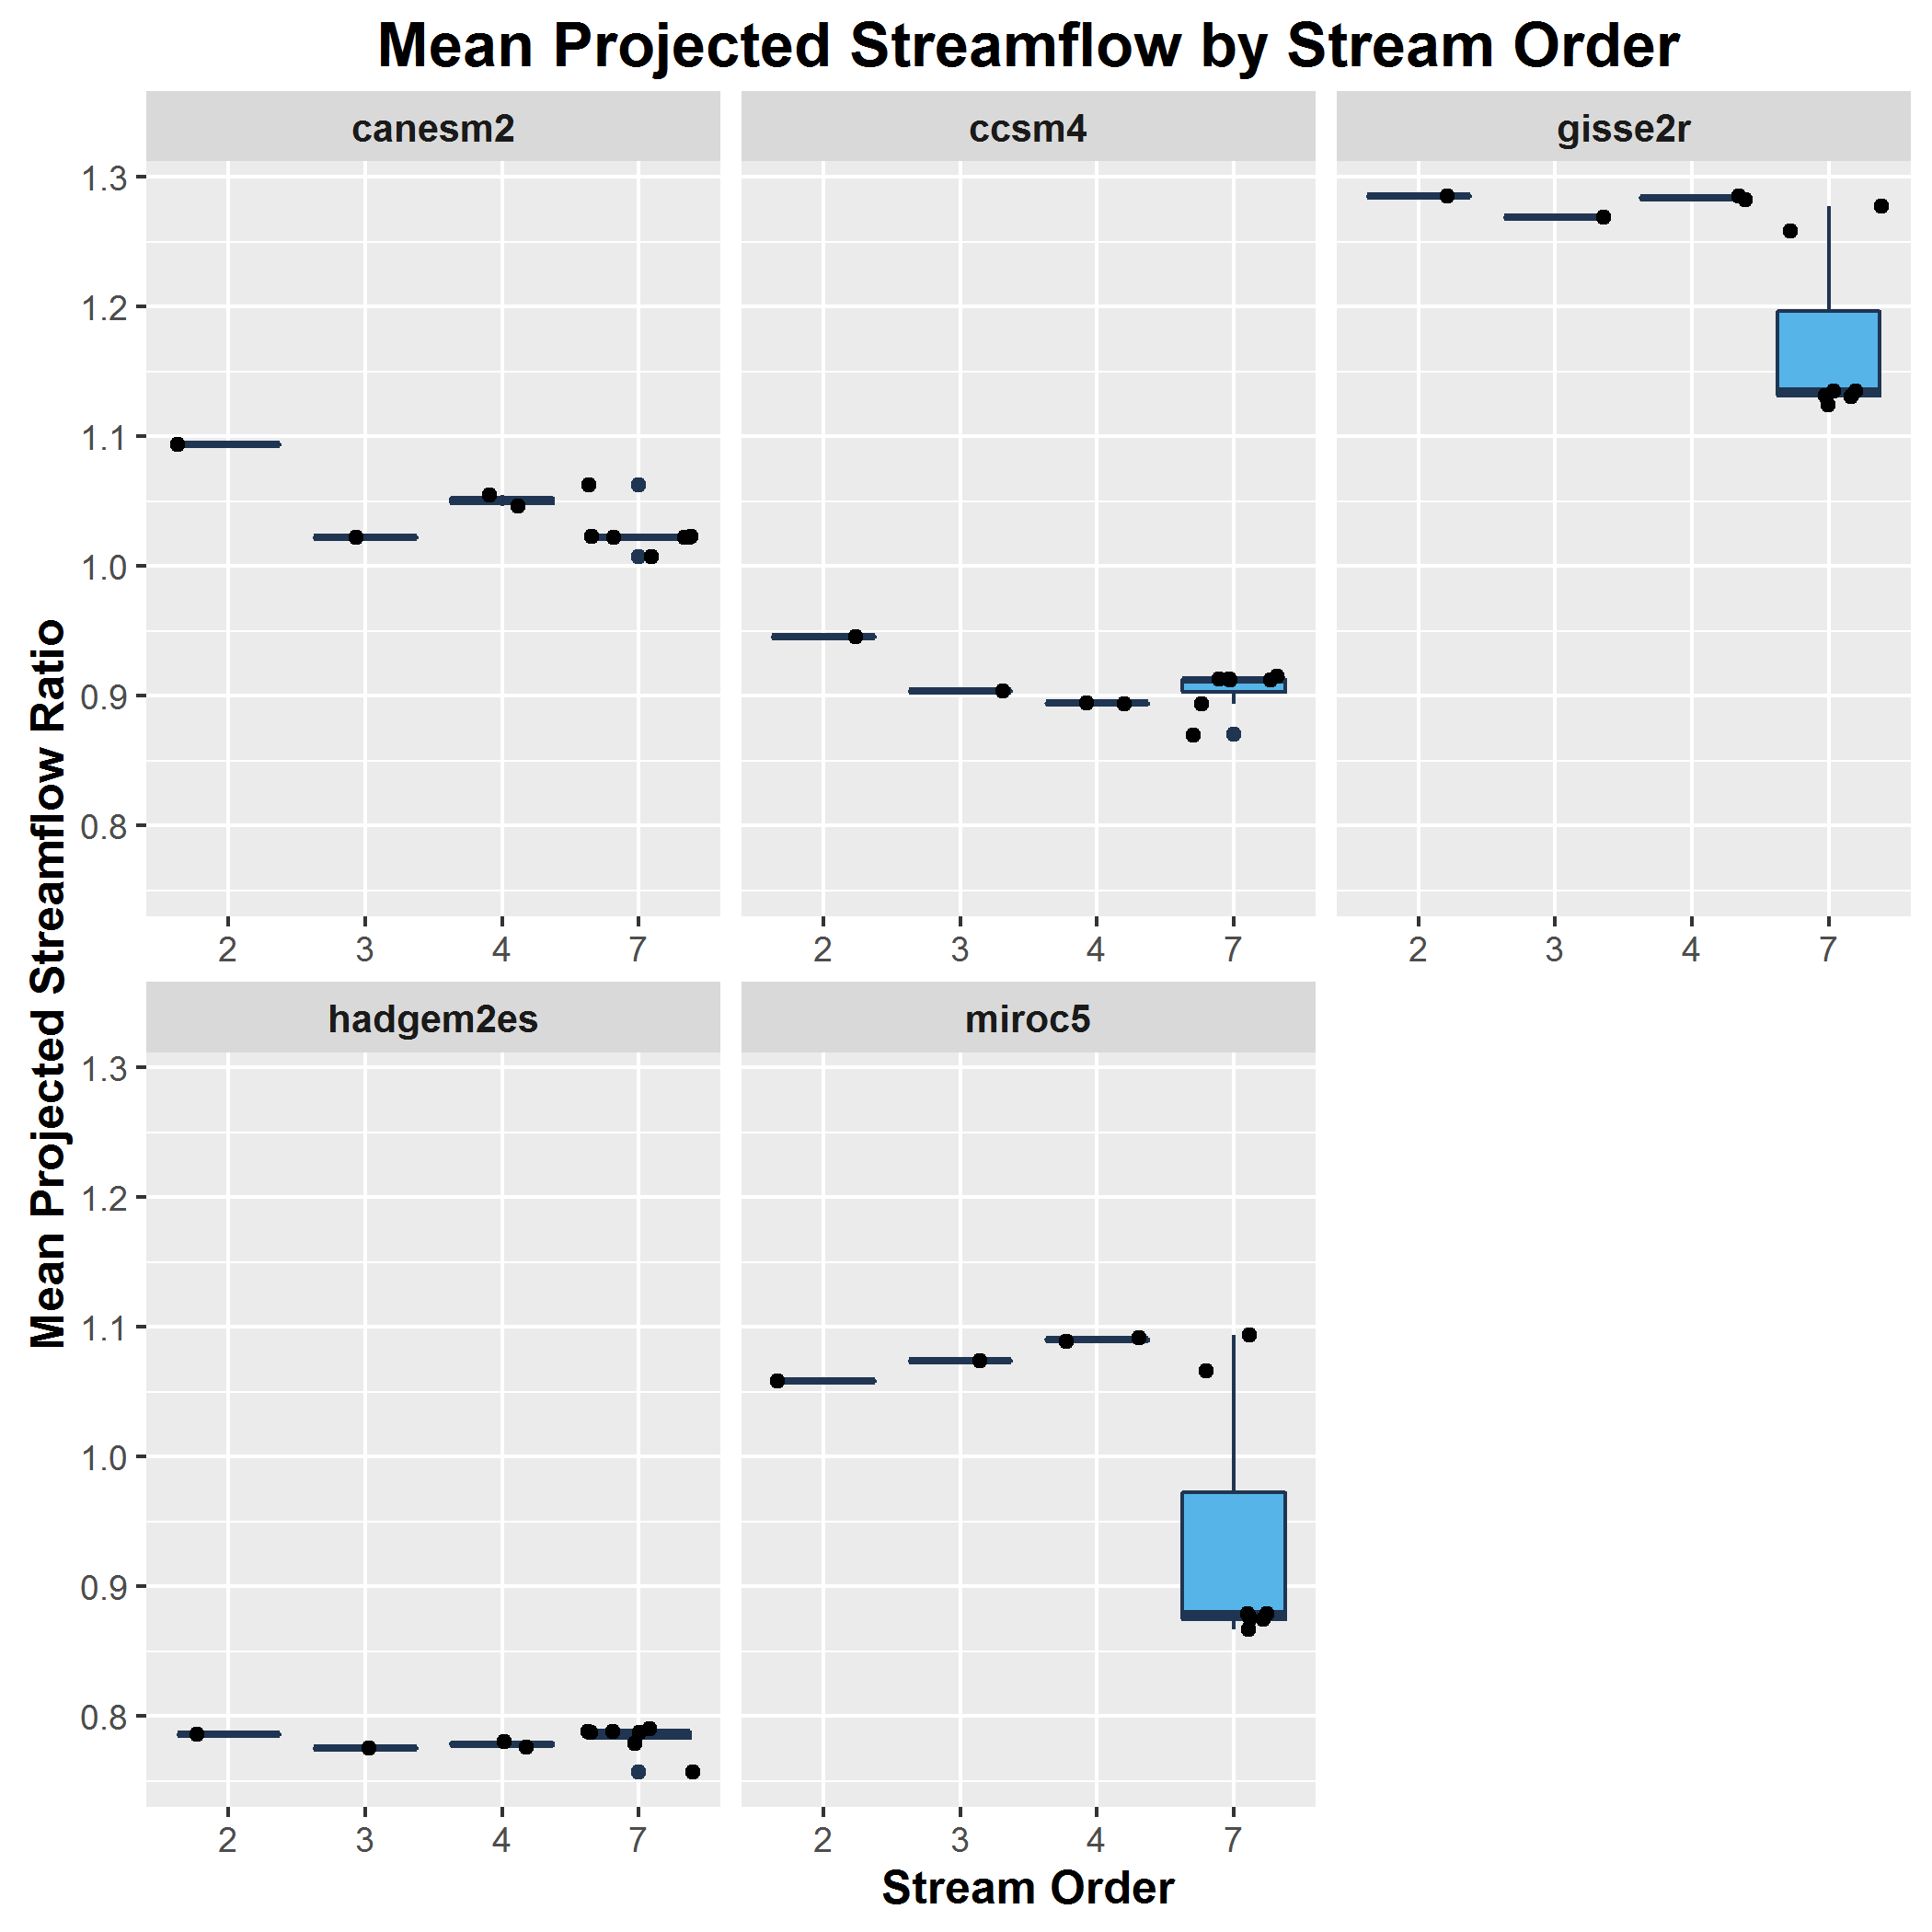 Mean Projected Streamflow by Stream Order
canesm2
ccsm4
gisse2r
1.3
1.2
1.1
1.0
0.9
0.8
2 3 4 7
2 3 4 7
2 3 4 7
Mean Projected Streamflow Ratio
hadgem2es
miroc5
1.3
1.2
1.1
1.0
0.9
0.8
2 3 4 7
2 3 4 7
Stream Order